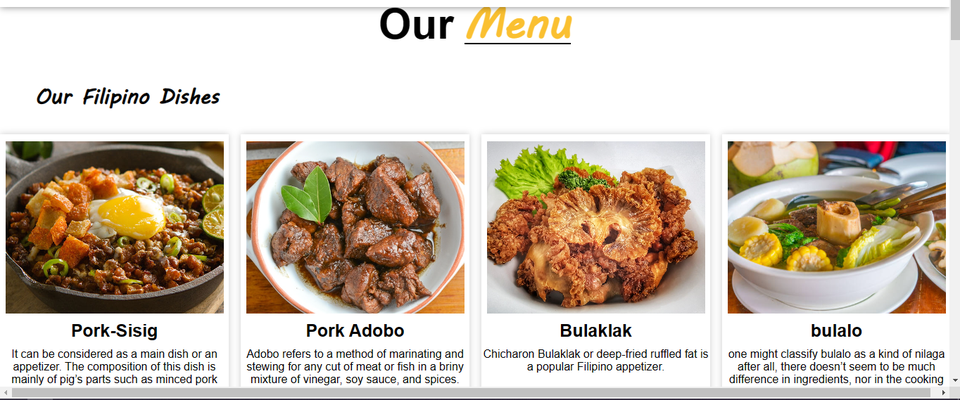 Our Menu
Our Filipino Dishes
Pork-Sisig
It can be considered as a main dish or an
appetizer. The composition of this dish is
mainly of pig's parts such as minced pork
Pork Adobo
Adobo refers to a method of marinating and
stewing for any cut of meat or fish in a briny
mixture of vinegar, soy sauce, and spices.
Bulaklak
Chicharon Bulaklak or deep-fried ruffled fat is
a popular Filipino appetizer.
bulalo
one might classify bulalo as a kind of nilaga
after all, there doesn't seem to be much
difference in ingredients, nor in the cooking